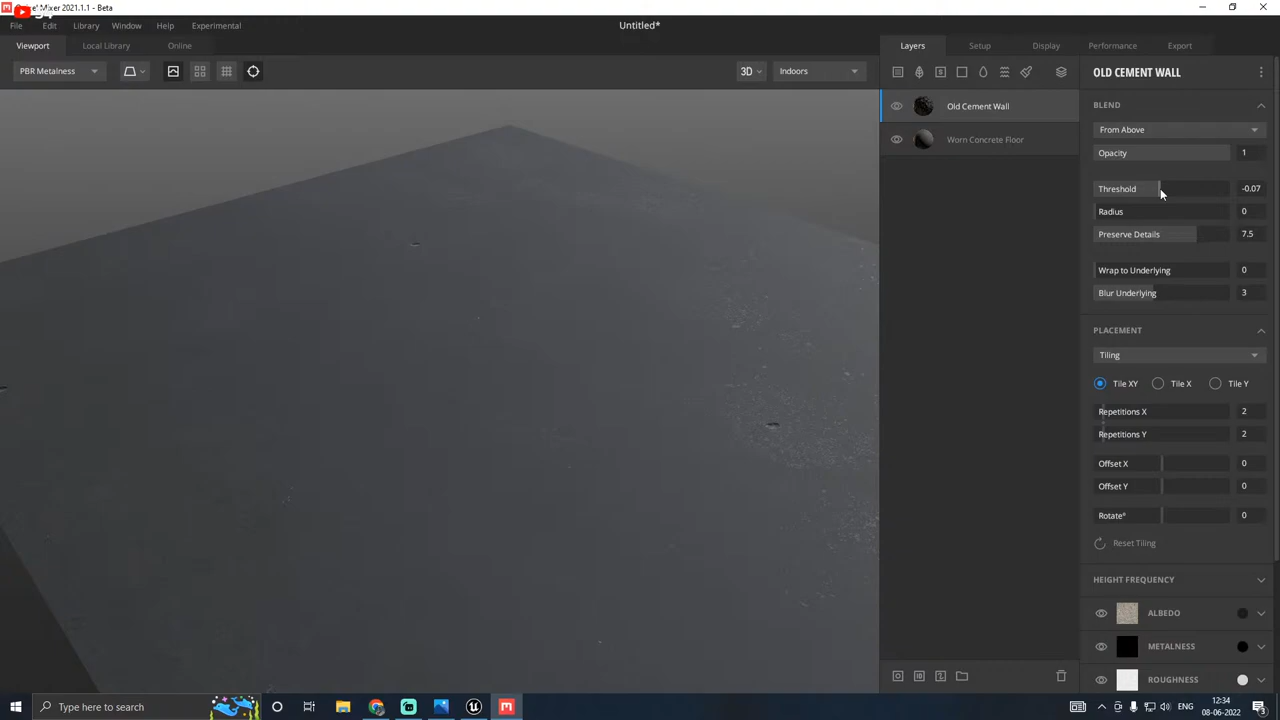 Mixer 2021.1.1 - Beta
File Edit Library Window Help Experimental
Untitled*
Viewport Local Library Online
Layers Setup Display Performance Export
PBR Metalness
3D
Indoors
OLD CEMENT WALL
BLEND
Old Cement Wall
From Above
Worn Concrete Floor
Opacity 1
Threshold -0.07
Radius 0
Preserve Details 7.5
Wrap to Underlying 0
Blur Underlying 3
PLACEMENT
Tiling
Tile XY Tile X Tile Y
Repetitions X 2
Repetitions Y 2
Offset X 0
Offset Y 0
Rotate° 0
Reset Tiling
HEIGHT FREQUENCY
ALBEDO
METALNESS
ROUGHNESS
Type here to search
ENG
12:34
08-06-2022
3